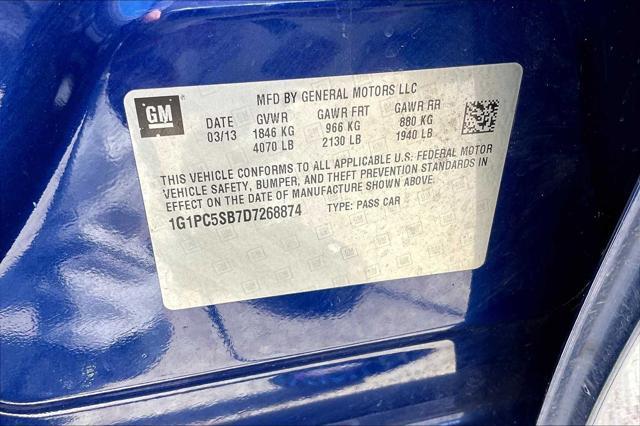 MFD BY GENERAL MOTORS LLC
GM
DATE GVWR GAWR FRT GAWR RR
03/13 1846 KG 966 KG 880 KG
4070 LB 2130 LB 1940 LB
THIS VEHICLE CONFORMS TO ALL APPLICABLE U.S. FEDERAL MOTOR
VEHICLE SAFETY, BUMPER, AND THEFT PREVENTION STANDARDS IN
EFFECT ON THE DATE OF MANUFACTURE SHOWN ABOVE.
1G1PC5SB7D7268874 TYPE: PASS CAR